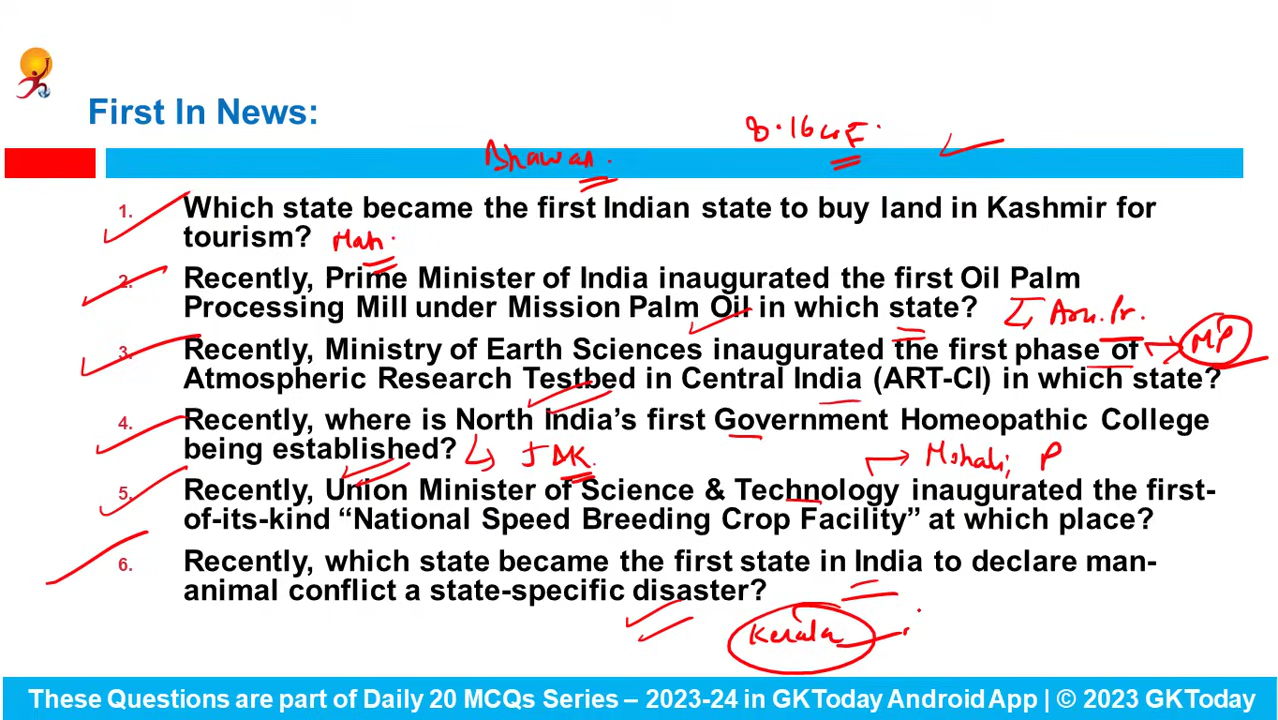 First In News:
Bhawan.
8.16
1. Which state became the first Indian state to buy land in Kashmir for
tourism? Mah.
2. Recently, Prime Minister of India inaugurated the first Oil Palm
Processing Mill under Mission Palm Oil in which state? Aru. Pr.
3. Recently, Ministry of Earth Sciences inaugurated the first phase of MP
Atmospheric Research Testbed in Central India (ART-CI) in which state?
4. Recently, where is North India’s first Government Homeopathic College
being established? J&K. Mohali, P
5. Recently, Union Minister of Science & Technology inaugurated the first-
of-its-kind “National Speed Breeding Crop Facility” at which place?
6. Recently, which state became the first state in India to declare man-
animal conflict a state-specific disaster?
Kerala
These Questions are part of Daily 20 MCQs Series – 2023-24 in GKToday Android App | © 2023 GKToday